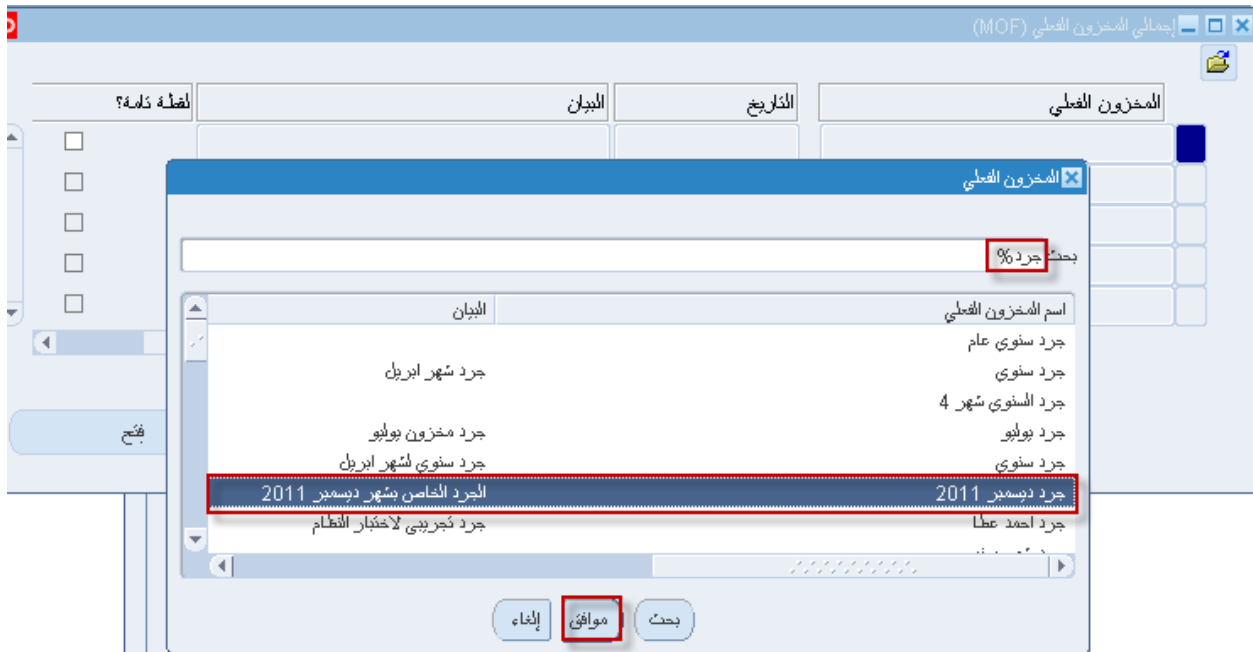 إجمالي المخزون الفعلي (MOF)
المخزون الفعلي التاريخ البيان لقطة تامة؟
المخزون الفعلي
بحث جرد%
اسم المخزون الفعلي البيان
جرد سنوي عام
جرد سنوي جرد شهر ابريل
جرد السنوي شهر 4
جرد يوليو جرد مخزون يوليو
جرد سنوي جرد سنوي لشهر ابريل
جرد ديسمبر 2011 الجرد الخاص بشهر ديسمبر 2011
جرد احمد عطا جرد تجريبي لاختبار النظام
فتح
بحث موافق إلغاء